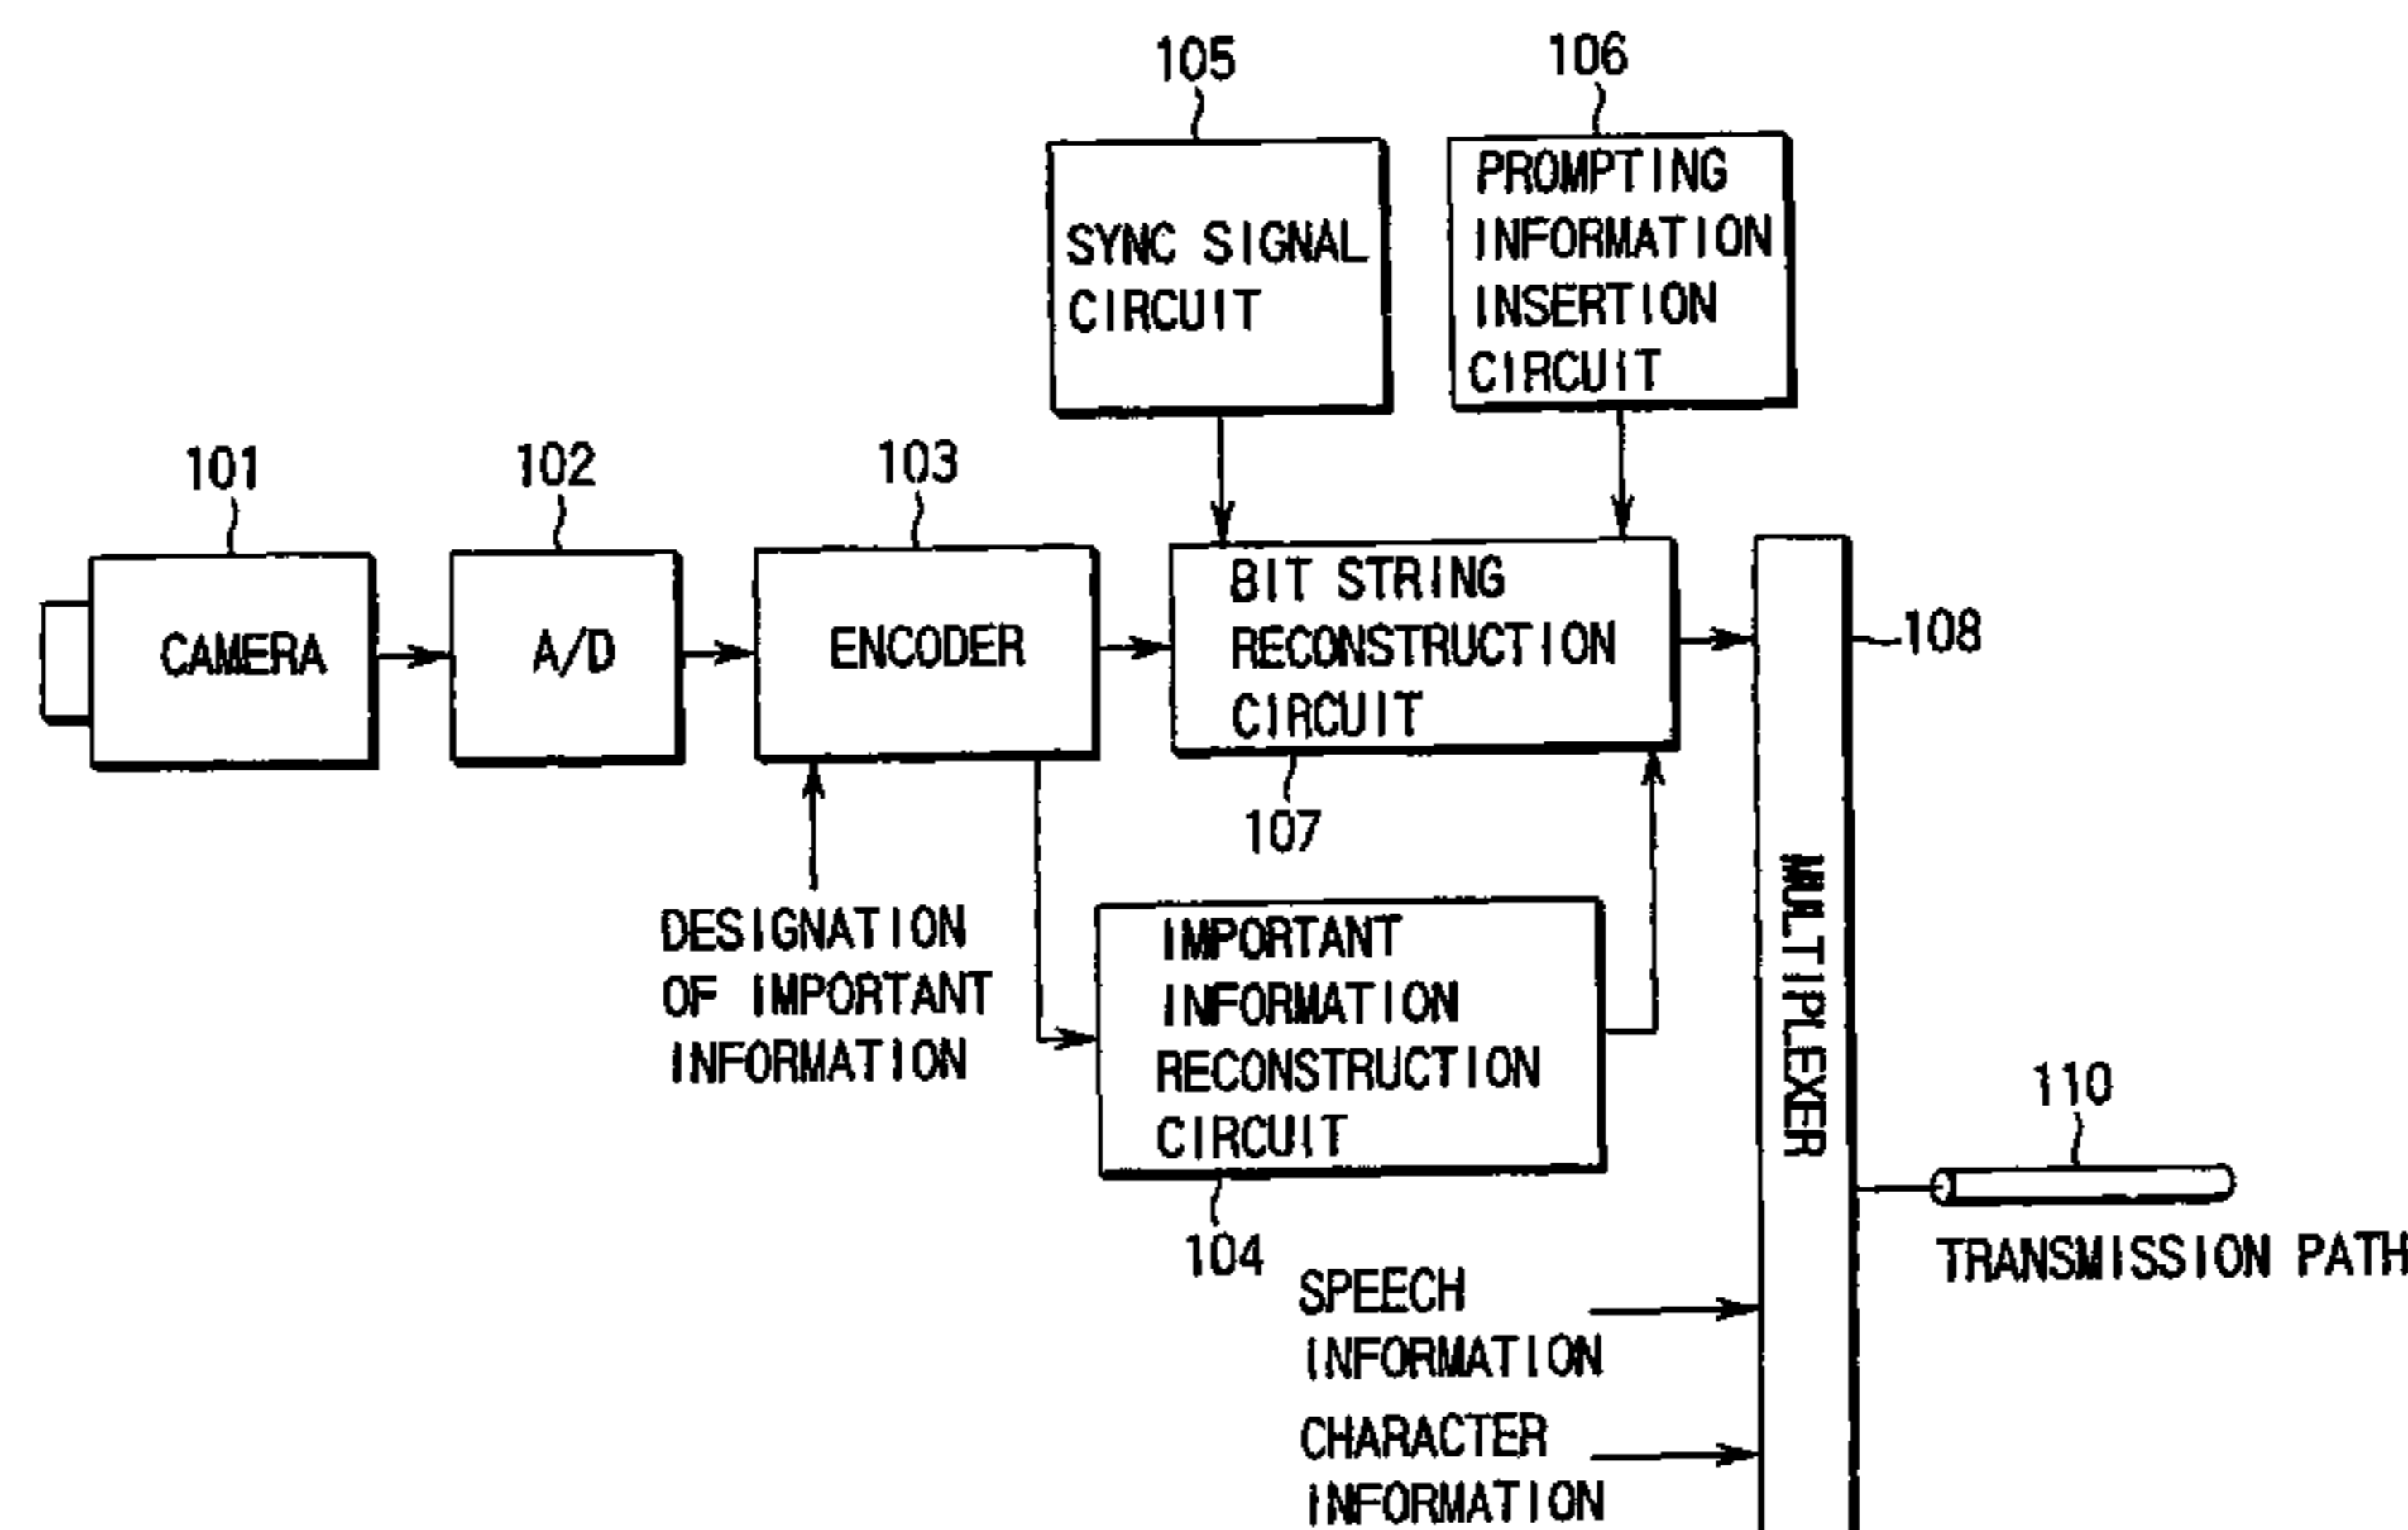 105
106
SYNC SIGNAL
CIRCUIT
PROMPTING
INFORMATION
INSERTION
CIRCUIT
101
102
103
CAMERA
A/D
ENCODER
BIT STRING
RECONSTRUCTION
CIRCUIT
108
107
DESIGNATION
OF IMPORTANT
INFORMATION
IMPORTANT
INFORMATION
RECONSTRUCTION
CIRCUIT
104
MULTIPLEXER
110
TRANSMISSION PATH
SPEECH
INFORMATION
CHARACTER
INFORMATION